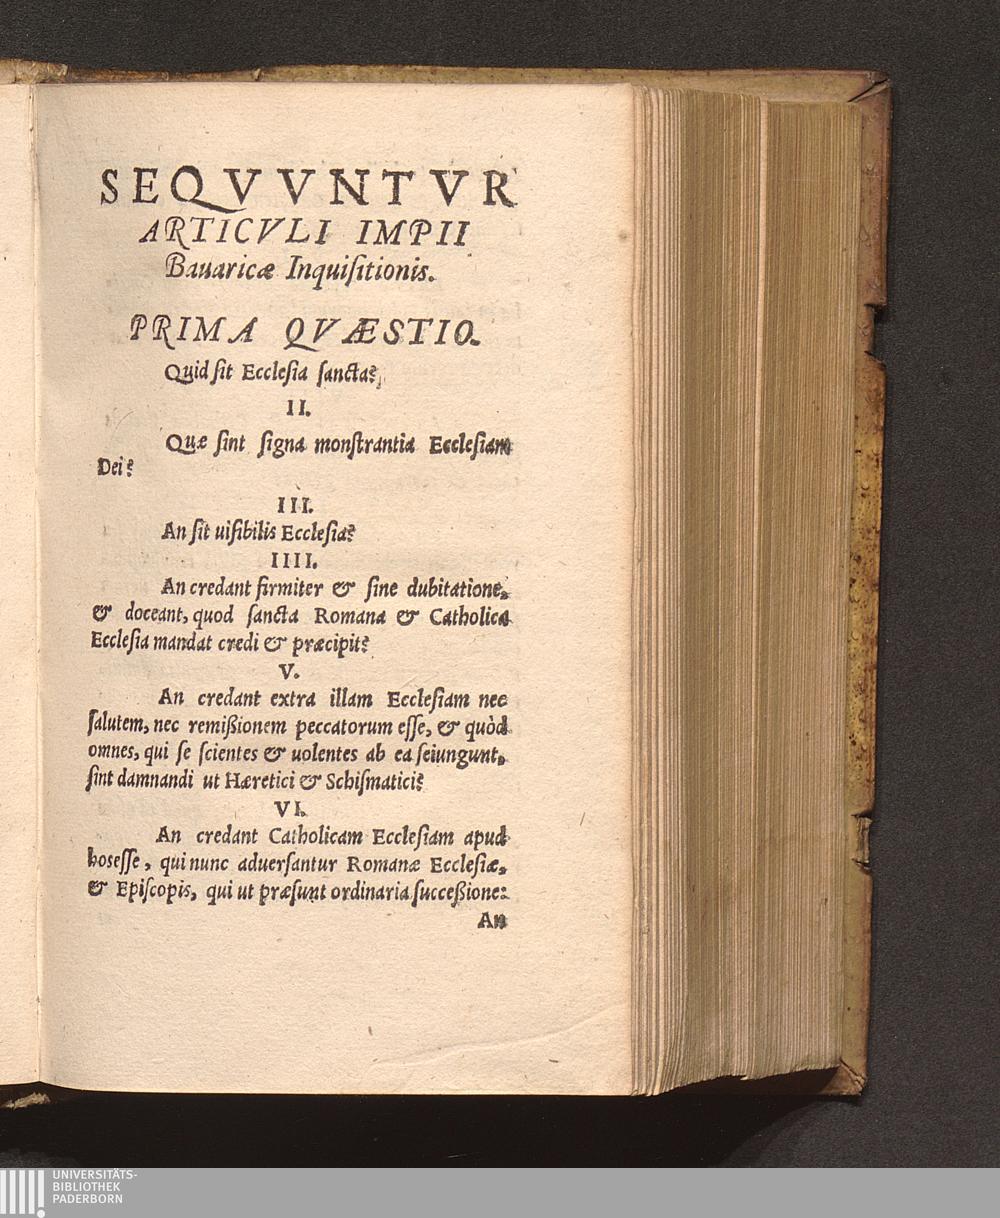 SEQVVNTVR
ARTICVLI IMPII
Bauaricæ Inquiſitionis.
PRIMA QVÆSTIO.
Quid ſit Eccleſia ſancta?
II.
Quæ ſint ſigna monſtrantia Eccleſiam
Dei?
III.
An ſit uiſibilis Eccleſia?
IIII.
An credant firmiter & ſine dubitatione,
& doceant, quod ſancta Romana & Catholica
Eccleſia mandat credi & præcipit?
V.
An credant extra illam Eccleſiam nec
ſalutem, nec remißionem peccatorum eſſe, & quòd
omnes, qui ſe ſcientes & uolentes ab ea ſeiungunt,
ſint damnandi ut Hæretici & Schiſmatici?
VI.
An credant Catholicam Eccleſiam apud
hoseſſe, qui nunc aduerſantur Romanæ Eccleſiæ,
& Epiſcopis, qui ut præſunt ordinaria ſucceßione:
An
UNIVERSITÄTS-
BIBLIOTHEK
PADERBORN